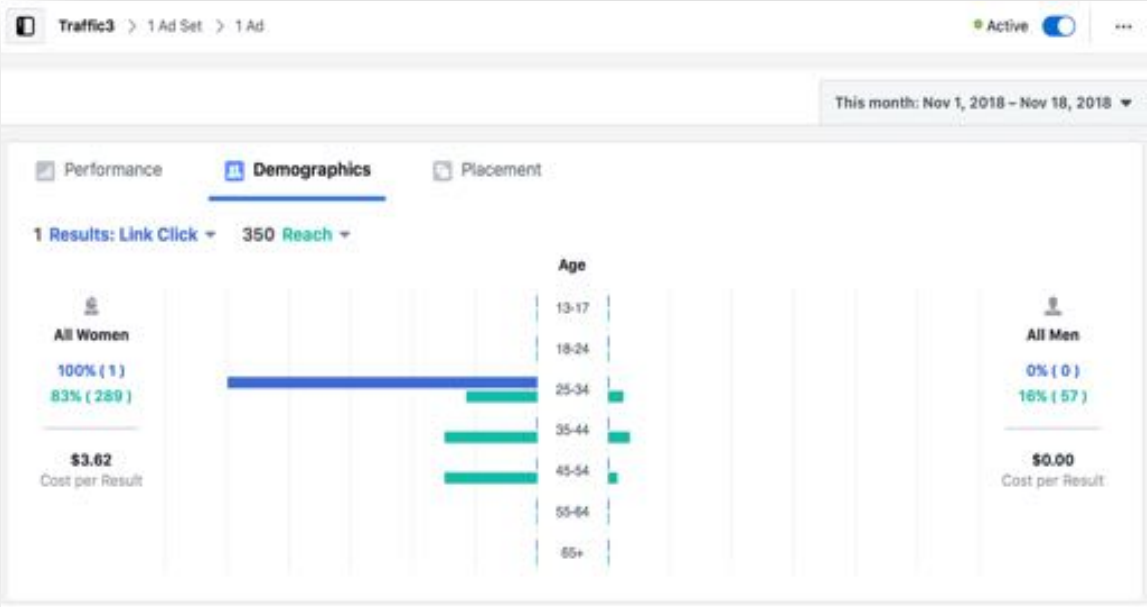 Traffic3 > 1 Ad Set > 1 Ad
Active
This month: Nov 1, 2018 – Nov 18, 2018
Performance
Demographics
Placement
1 Results: Link Click
350 Reach
Age
All Women
100% ( 1 )
83% ( 289 )
$3.62
Cost per Result
13-17
18-24
25-34
35-44
45-54
55-64
65+
All Men
0% ( 0 )
16% ( 57 )
$0.00
Cost per Result